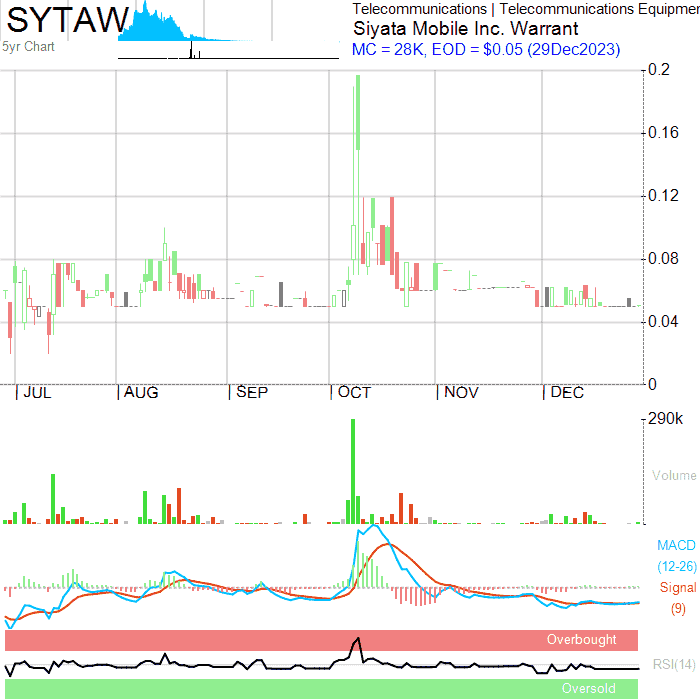 SYTAW
5yr Chart
Telecommunications | Telecommunications Equipmen
Siyata Mobile Inc. Warrant
MC = 28K, EOD = $0.05 (29Dec2023)
0.2
0.16
0.12
0.08
0.04
0
JUL AUG SEP OCT NOV DEC
290k
Volume
MACD
(12-26)
Signal
(9)
Overbought
RSI(14)
Oversold